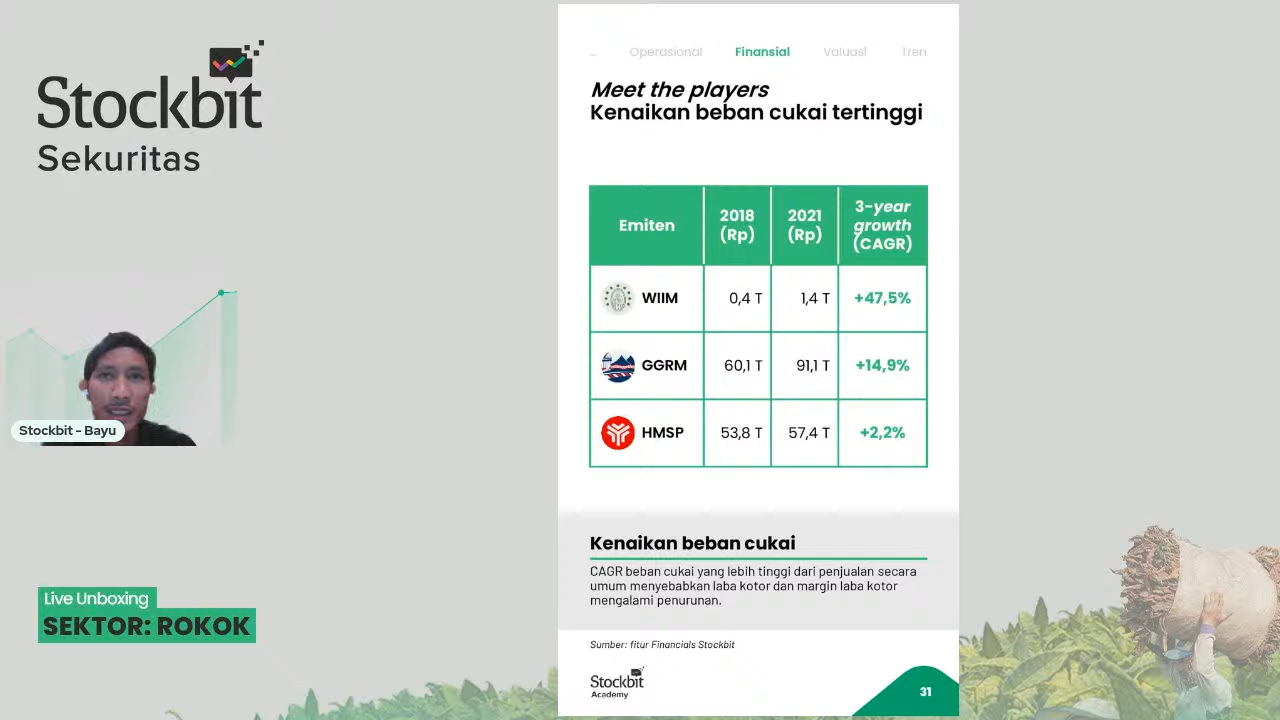 Stockbit
Sekuritas
Stockbit - Bayu
Live Unboxing
SEKTOR: ROKOK
Operasional Finansial Valuasi Tren
Meet the players
Kenaikan beban cukai tertinggi
Emiten 2018 (Rp) 2021 (Rp) 3-year growth (CAGR)
WIIM 0,4 T 1,4 T +47,5%
GGRM 60,1 T 91,1 T +14,9%
HMSP 53,8 T 57,4 T +2,2%
Kenaikan beban cukai
CAGR beban cukai yang lebih tinggi dari penjualan secara
umum menyebabkan laba kotor dan margin laba kotor
mengalami penurunan.
Sumber: fitur Financials Stockbit
Stockbit
Academy
31